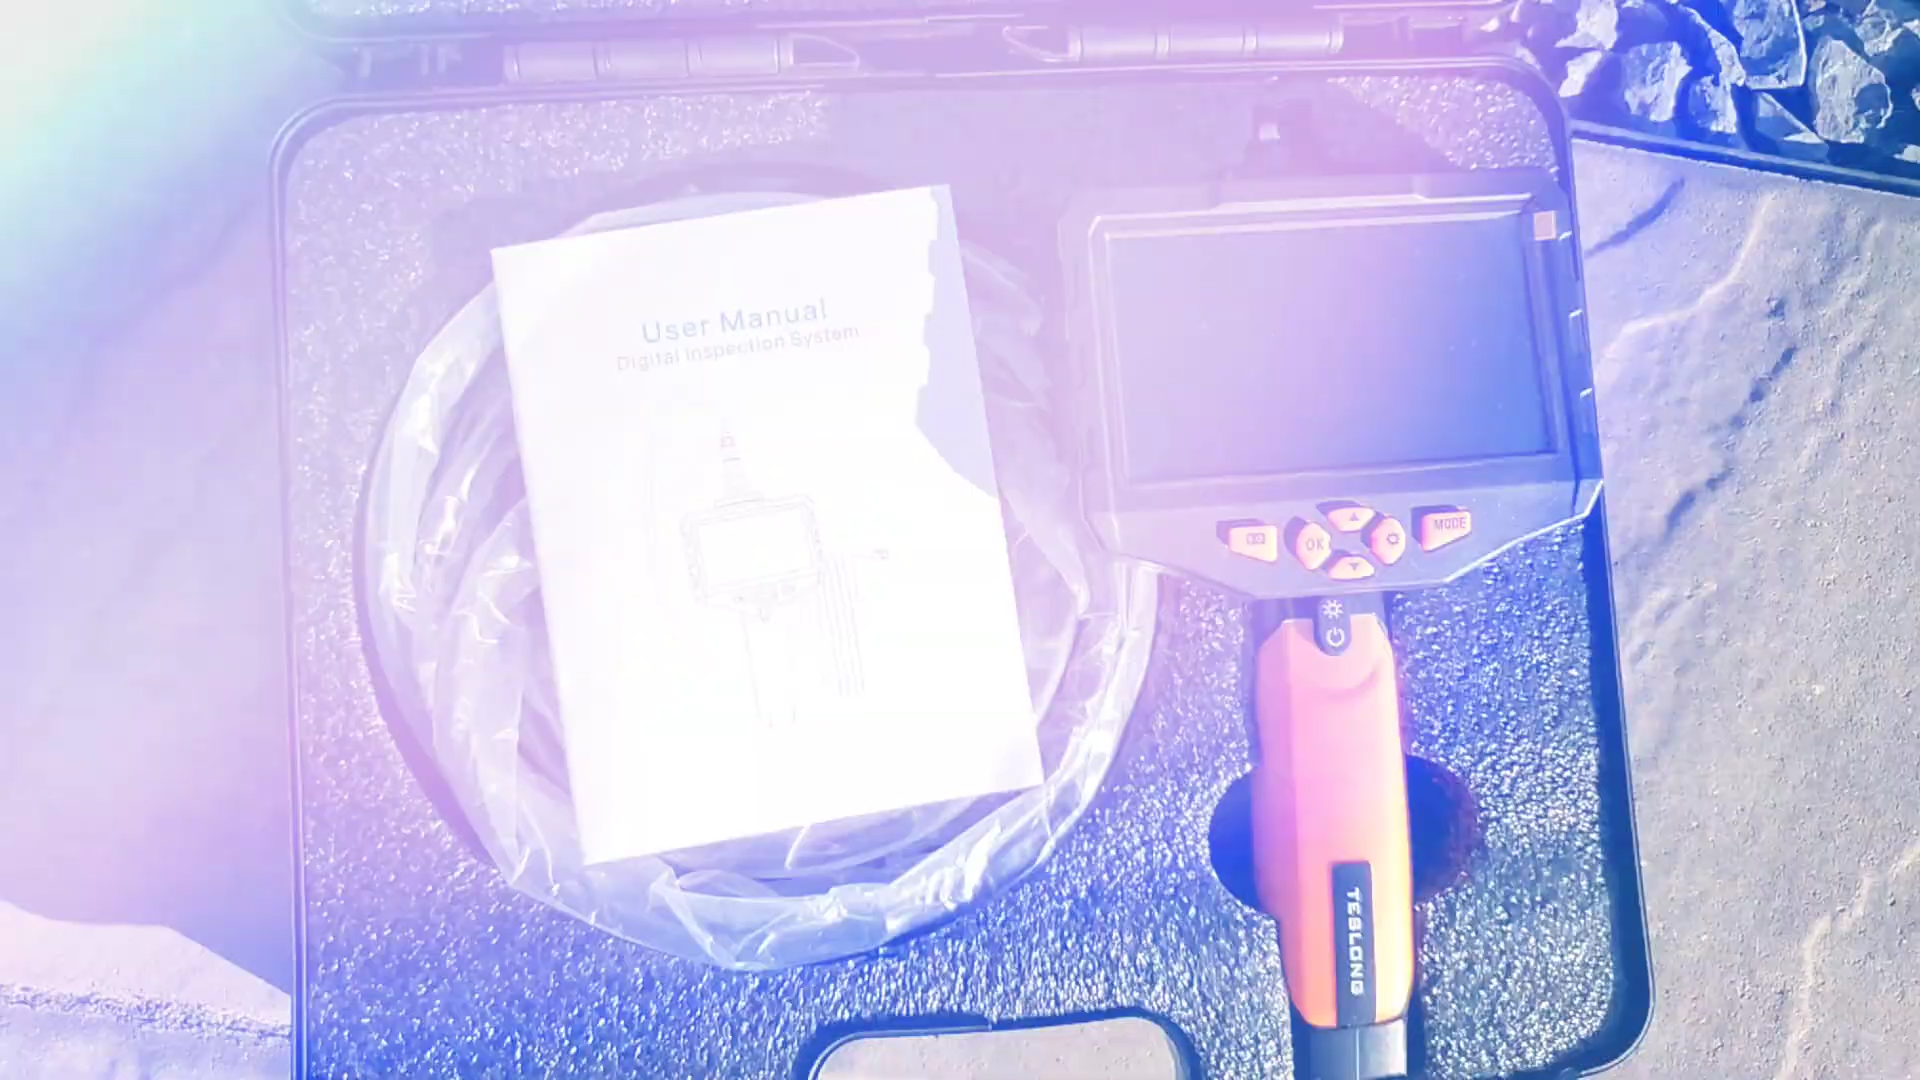 User Manual
Digital Inspection System
OK
MODE
TESLONG